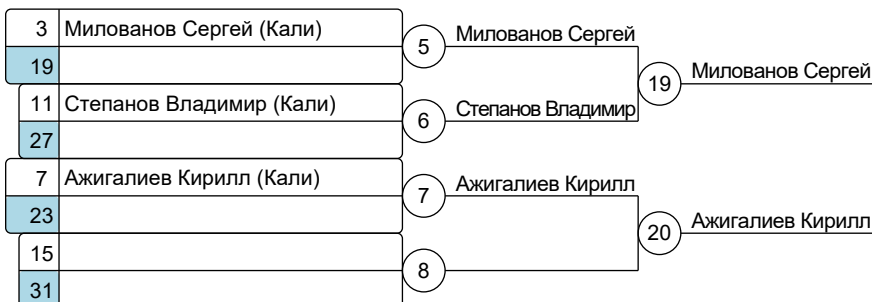 3 Милованов Сергей (Кали)
19
5 Милованов Сергей
11 Степанов Владимир (Кали)
27
6 Степанов Владимир
19 Милованов Сергей
7 Ажигалиев Кирилл (Кали)
23
7 Ажигалиев Кирилл
15
31
8
20 Ажигалиев Кирилл